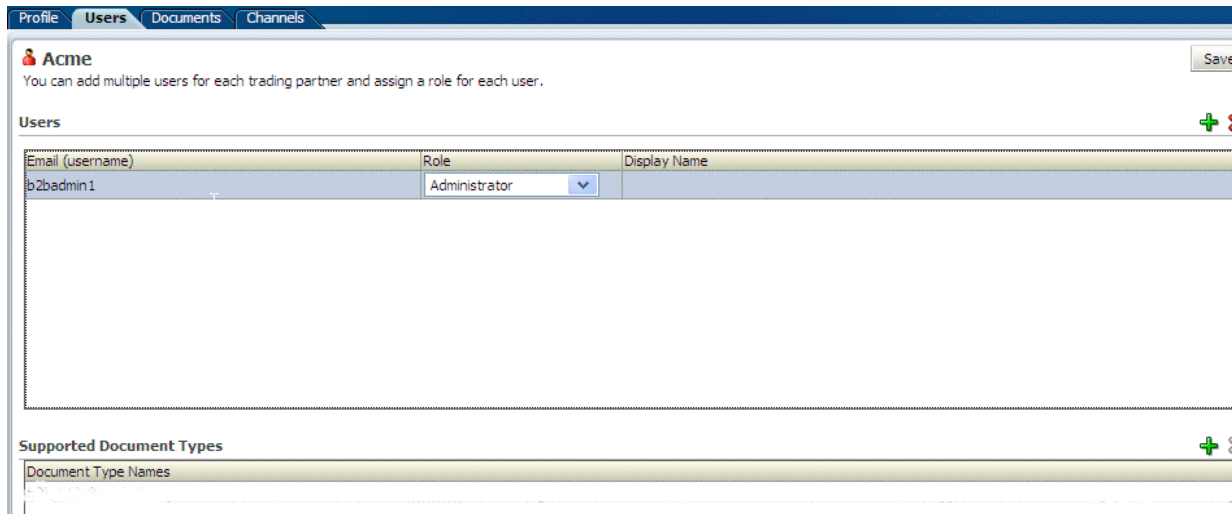 Profile Users Documents Channels
Acme
Save
You can add multiple users for each trading partner and assign a role for each user.
Users
Email (username) Role Display Name
b2badmin1 Administrator
Supported Document Types
Document Type Names